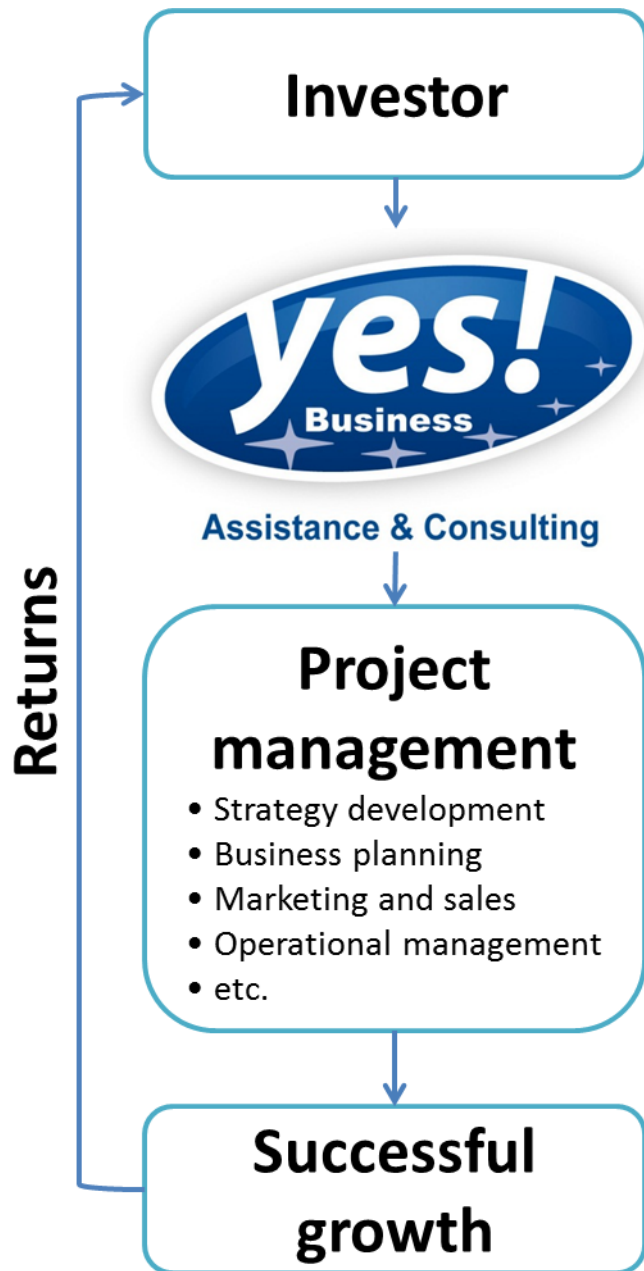 Investor
yes!
Business
Assistance & Consulting
Returns
Project
management
• Strategy development
• Business planning
• Marketing and sales
• Operational management
• etc.
Successful
growth